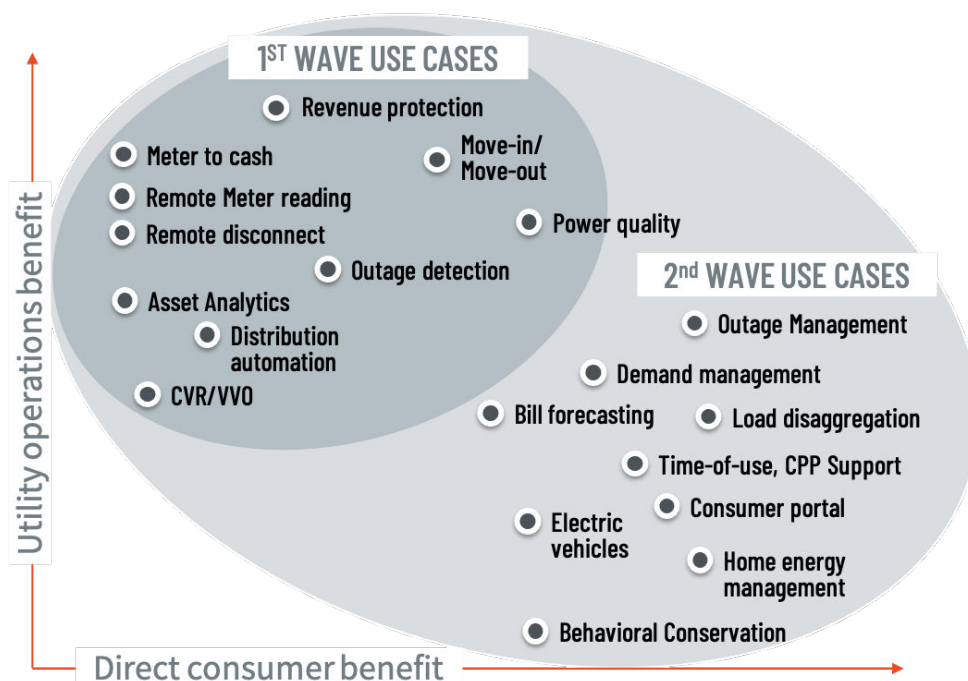 1ST WAVE USE CASES
Revenue protection
Meter to cash
Move-in/
Move-out
Remote Meter reading
Power quality
Remote disconnect
Outage detection
2nd WAVE USE CASES
Asset Analytics
Outage Management
Distribution
automation
Demand management
CVR/VVO
Bill forecasting
Load disaggregation
Time-of-use, CPP Support
Consumer portal
Electric
vehicles
Home energy
management
Behavioral Conservation
Utility operations benefit
Direct consumer benefit